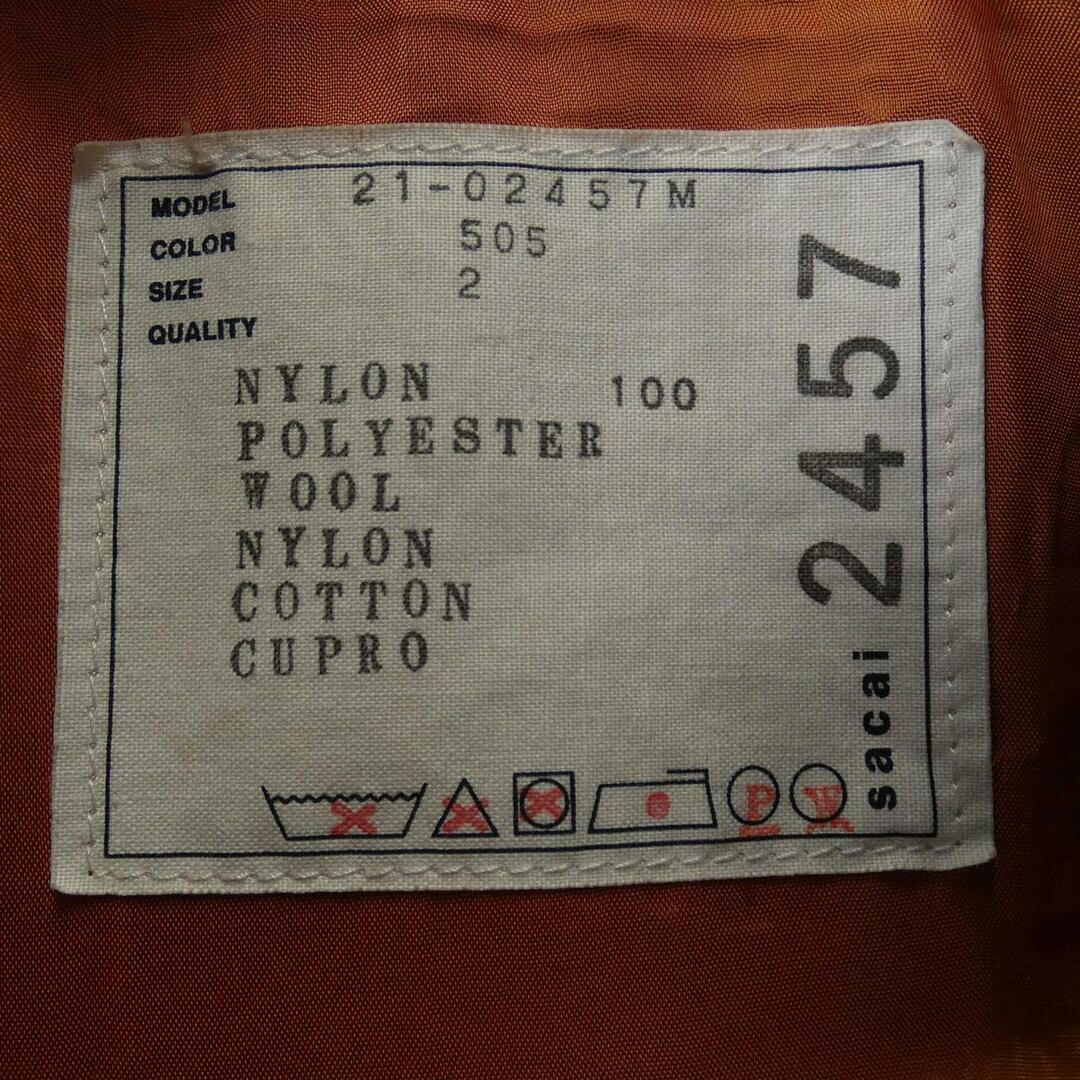 MODEL 21-02457M
COLOR 505
SIZE 2
QUALITY
NYLON 100
POLYESTER
WOOL
NYLON
COTTON
CUPRO
P W
sacai 2457